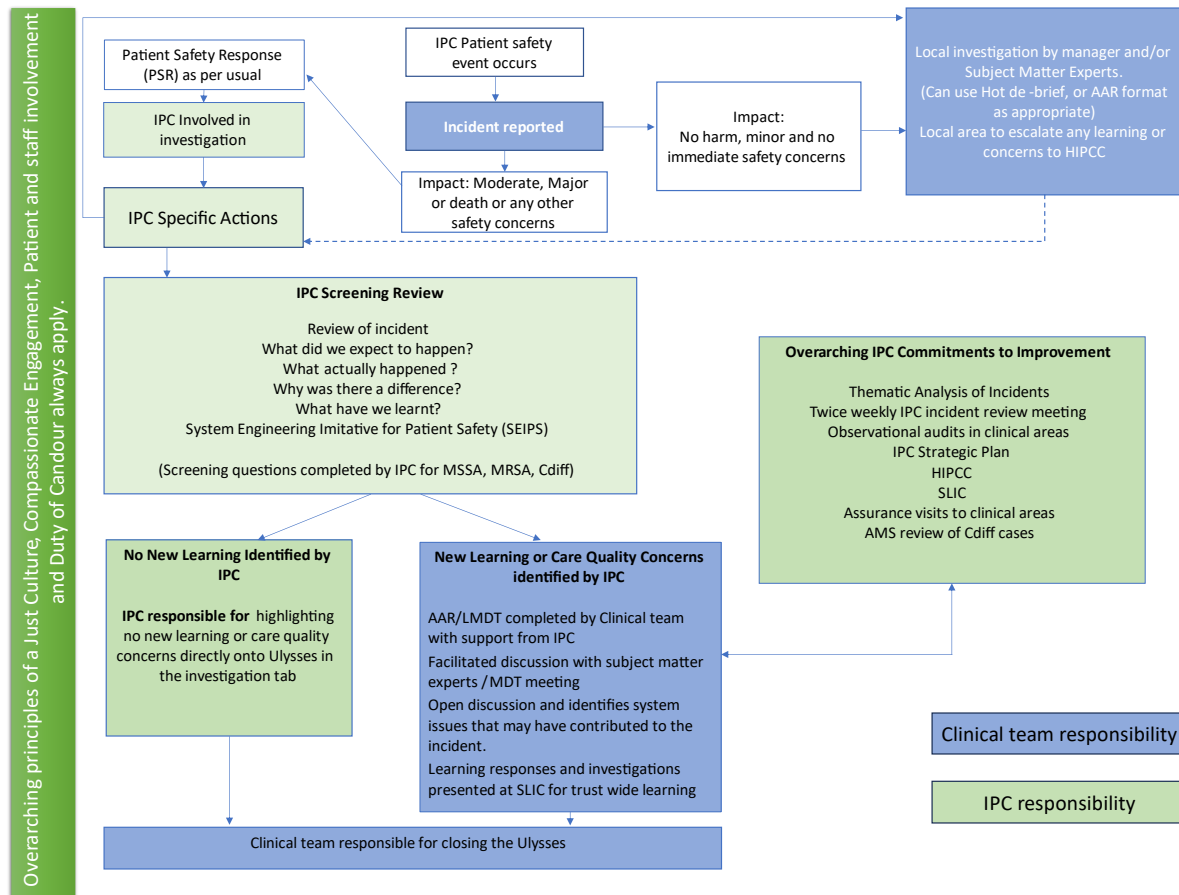 Overarching principles of a Just Culture, Compassionate Engagement, Patient and staff involvement
and Duty of Candour always apply.
Patient Safety Response
(PSR) as per usual
IPC Patient safety
event occurs
Local investigation by manager and/or
Subject Matter Experts.
(Can use Hot de -brief, or AAR format
as appropriate)
Local area to escalate any learning or
concerns to HIPCC
IPC Involved in
investigation
Incident reported
Impact:
No harm, minor and no
immediate safety concerns
IPC Specific Actions
Impact: Moderate, Major
or death or any other
safety concerns
IPC Screening Review
Review of incident
What did we expect to happen?
What actually happened ?
Why was there a difference?
What have we learnt?
System Engineering Imitative for Patient Safety (SEIPS)
(Screening questions completed by IPC for MSSA, MRSA, Cdiff)
Overarching IPC Commitments to Improvement
Thematic Analysis of Incidents
Twice weekly IPC incident review meeting
Observational audits in clinical areas
IPC Strategic Plan
HIPCC
SLIC
Assurance visits to clinical areas
AMS review of Cdiff cases
No New Learning Identified by
IPC
IPC responsible for highlighting
no new learning or care quality
concerns directly onto Ulysses in
the investigation tab
New Learning or Care Quality Concerns
identified by IPC
AAR/LMDT completed by Clinical team
with support from IPC
Facilitated discussion with subject matter
experts /MDT meeting
Open discussion and identifies system
issues that may have contributed to the
incident.
Learning responses and investigations
presented at SLIC for trust wide learning
Clinical team responsibility
IPC responsibility
Clinical team responsible for closing the Ulysses